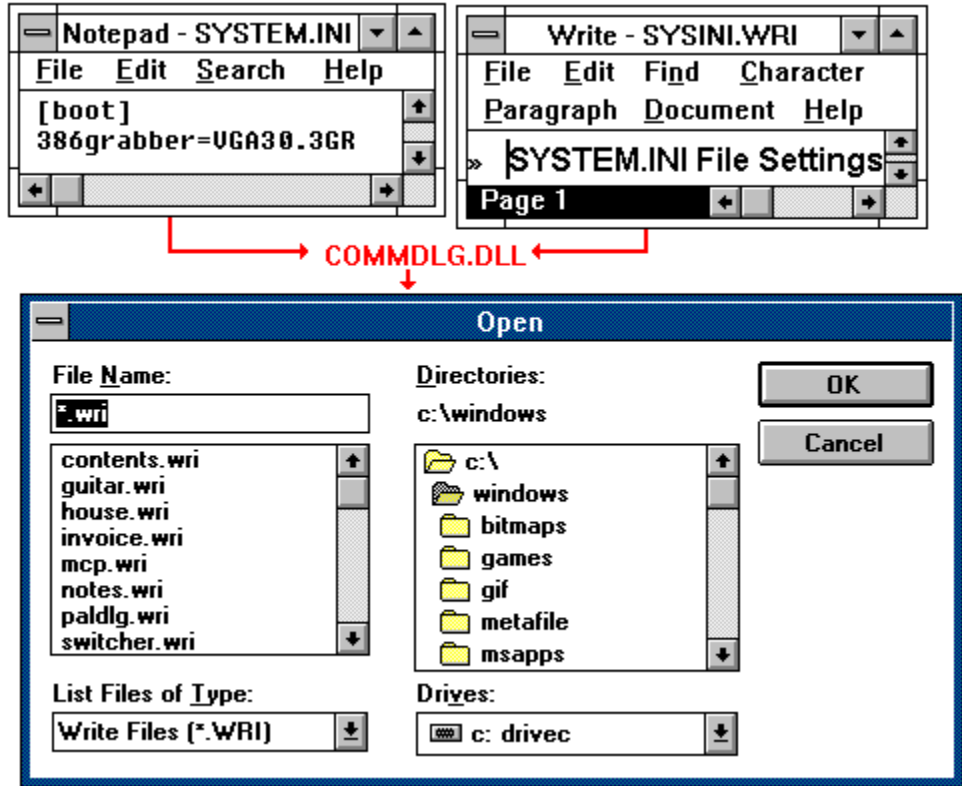 Notepad - SYSTEM.INI
File Edit Search Help
[boot]
386grabber=VGA30.3GR
Write - SYSINI.WRI
File Edit Find Character
Paragraph Document Help
» SYSTEM.INI File Settings
Page 1
COMMDLG.DLL
Open
File Name:
*.wri
contents.wri
guitar.wri
house.wri
invoice.wri
mcp.wri
notes.wri
paldlg.wri
switcher.wri
List Files of Type:
Write Files (*.WRI)
Directories:
c:\windows
c:\
windows
bitmaps
games
gif
metafile
msapps
Drives:
c: drivec
OK
Cancel